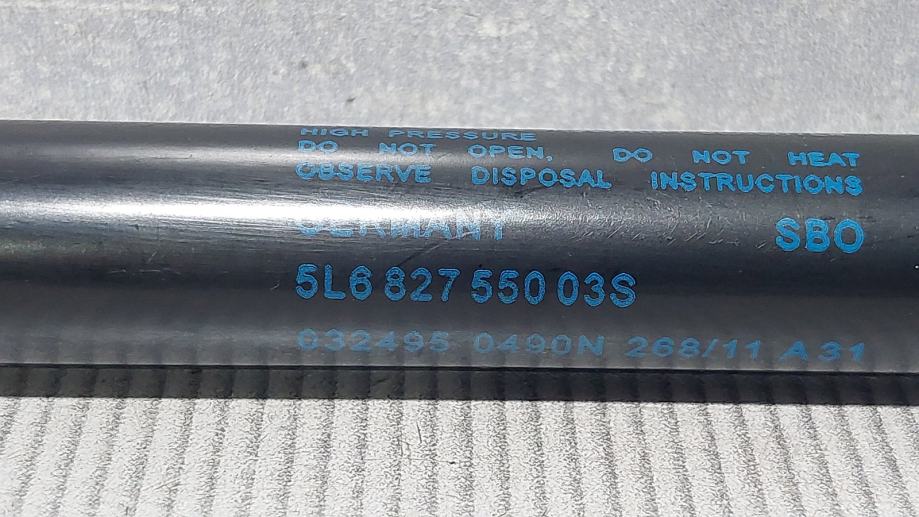 HIGH PRESSURE
DO NOT OPEN, DO NOT HEAT
OBSERVE DISPOSAL INSTRUCTIONS
GERMANY SBO
5L6 827 550 03S
032495 0490N 268/11 A31